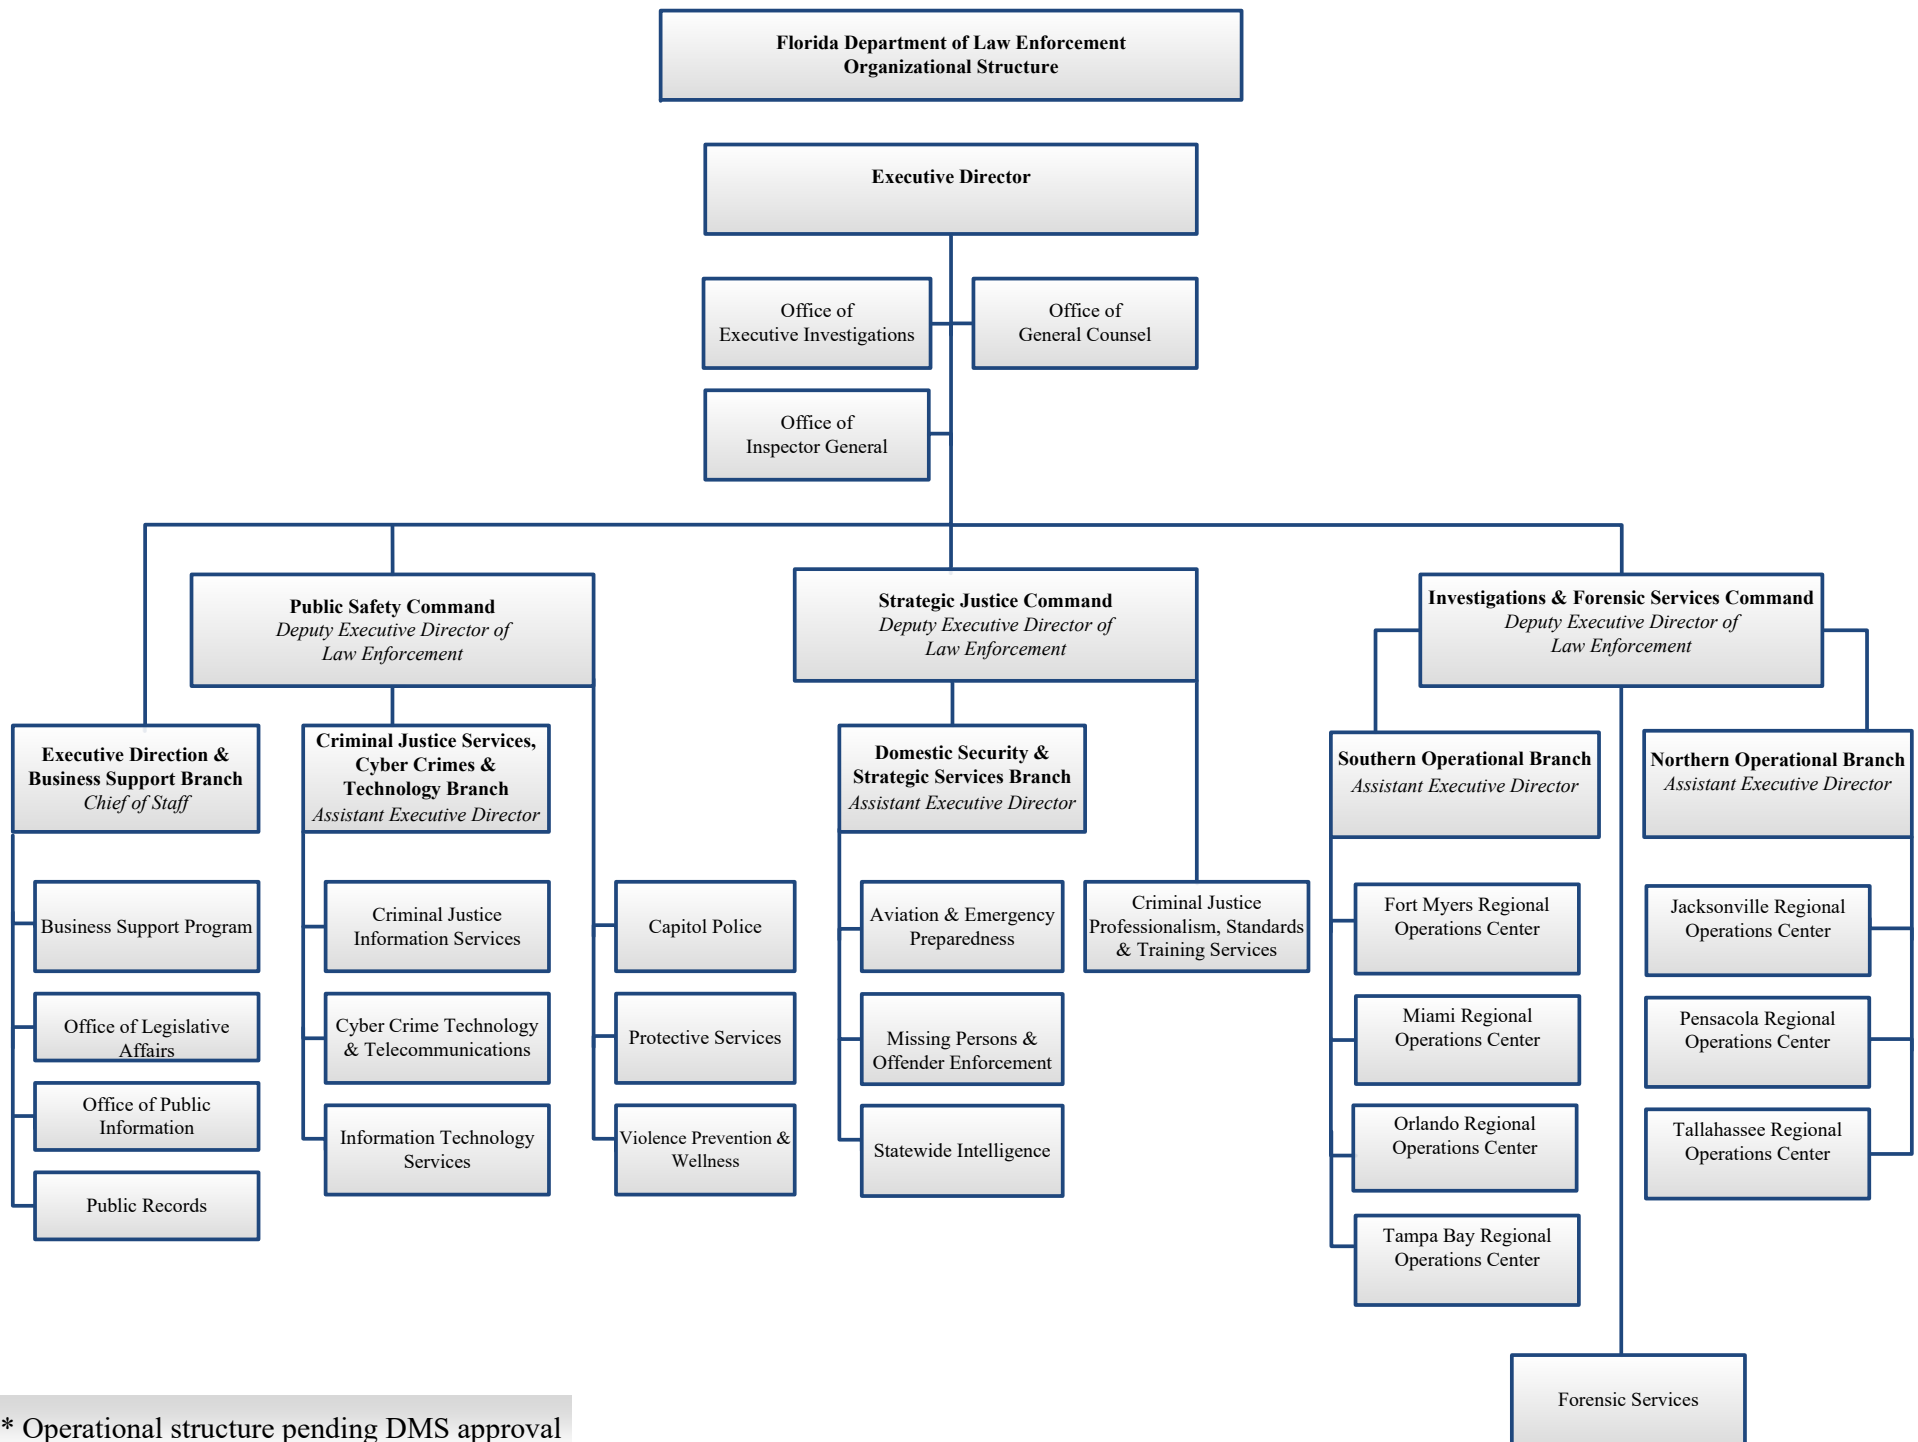 Florida Department of Law Enforcement
Organizational Structure
Executive Director
Office of
Executive Investigations
Office of
General Counsel
Office of
Inspector General
Public Safety Command
Deputy Executive Director of
Law Enforcement
Strategic Justice Command
Deputy Executive Director of
Law Enforcement
Investigations & Forensic Services Command
Deputy Executive Director of
Law Enforcement
Executive Direction &
Business Support Branch
Chief of Staff
Criminal Justice Services,
Cyber Crimes &
Technology Branch
Assistant Executive Director
Domestic Security &
Strategic Services Branch
Assistant Executive Director
Southern Operational Branch
Assistant Executive Director
Northern Operational Branch
Assistant Executive Director
Business Support Program
Office of Legislative
Affairs
Office of Public
Information
Public Records
Criminal Justice
Information Services
Cyber Crime Technology
& Telecommunications
Information Technology
Services
Capitol Police
Protective Services
Violence Prevention &
Wellness
Aviation & Emergency
Preparedness
Missing Persons &
Offender Enforcement
Statewide Intelligence
Criminal Justice
Professionalism, Standards
& Training Services
Fort Myers Regional
Operations Center
Miami Regional
Operations Center
Orlando Regional
Operations Center
Tampa Bay Regional
Operations Center
Jacksonville Regional
Operations Center
Pensacola Regional
Operations Center
Tallahassee Regional
Operations Center
Forensic Services
* Operational structure pending DMS approval